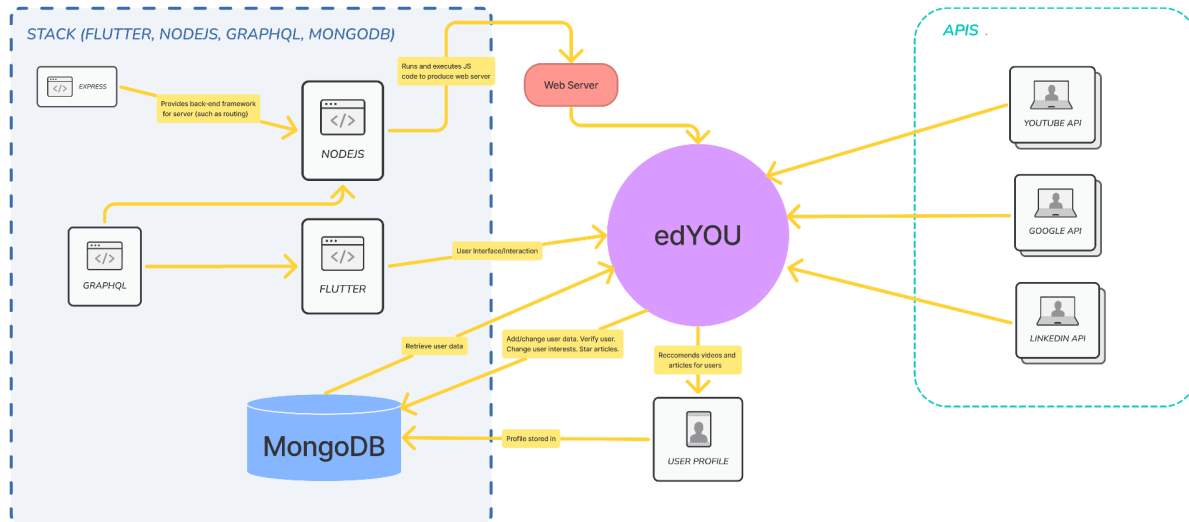 STACK (FLUTTER, NODEJS, GRAPHQL, MONGODB)
APIS .
EXPRESS
Provides back-end framework
for server (such as routing)
NODEJS
Runs and executes JS
code to produce web server
Web Server
YOUTUBE API
GRAPHQL
FLUTTER
User Interface/Interaction
edYOU
GOOGLE API
LINKEDIN API
Retrieve user data
Add/change user data. Verify user.
Change user interests. Star articles.
Reccomends videos and
articles for users
MongoDB
Profile stored in
USER PROFILE